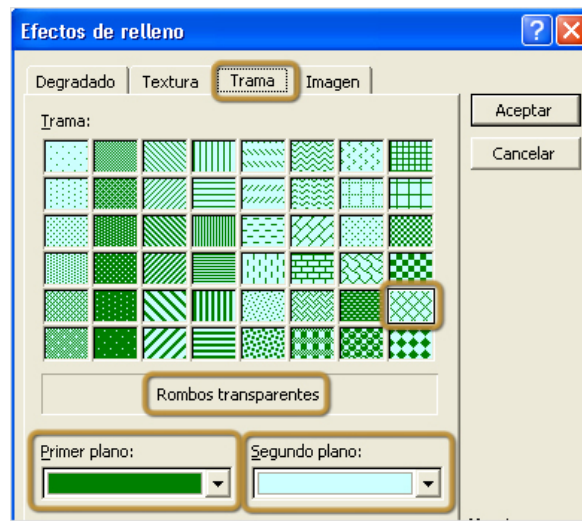 Efectos de relleno
Degradado Textura Trama Imagen
Aceptar
Trama:
Cancelar
Rombos transparentes
Primer plano: Segundo plano: